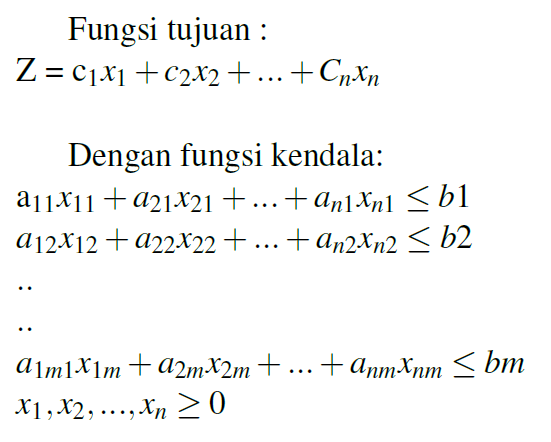 Fungsi tujuan :
Z = c₁x₁ + c₂x₂ + ... + Cₙxₙ
Dengan fungsi kendala:
a₁₁x₁₁ + a₂₁x₂₁ + ... + aₙ₁xₙ₁ ≤ b1
a₁₂x₁₂ + a₂₂x₂₂ + ... + aₙ₂xₙ₂ ≤ b2
..
..
a₁ₘ₁x₁ₘ + a₂ₘx₂ₘ + ... + aₙₘxₙₘ ≤ bm
x₁, x₂, ..., xₙ ≥ 0